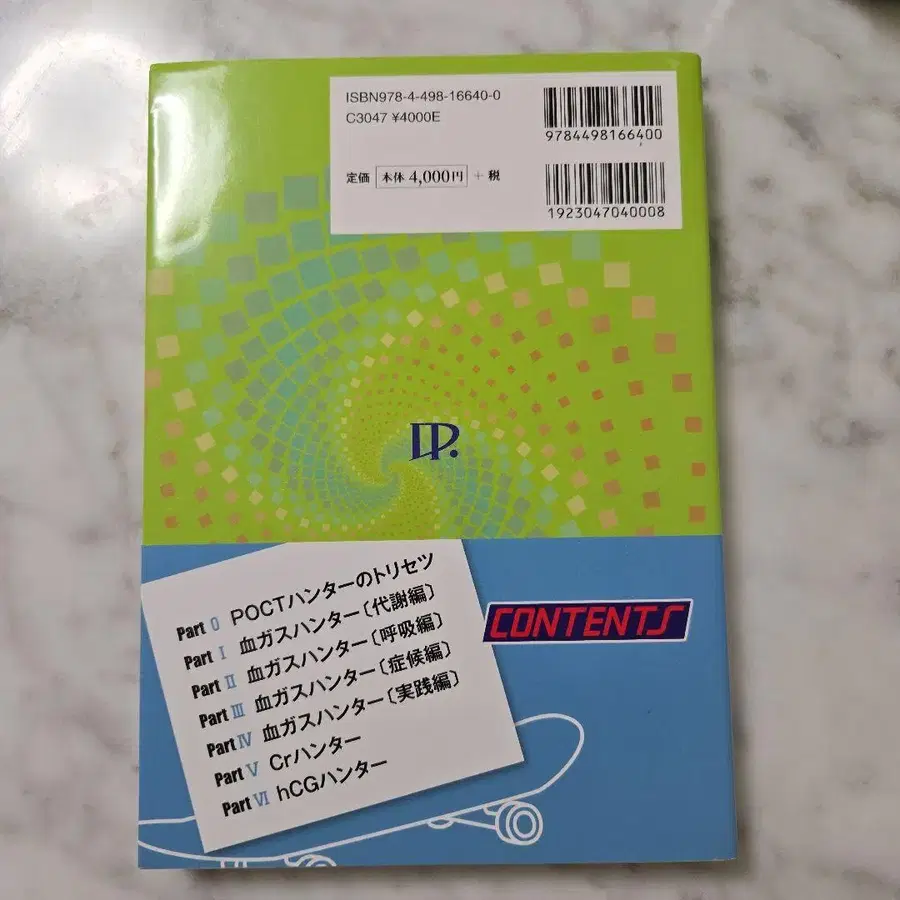 ISBN978-4-498-16640-0
C3047 ¥4000E
9784498166400
定価 本体 4,000円 + 税
1923047040008
DP.
CONTENTS
Part 0 POCTハンターのトリセツ
Part Ⅰ 血ガスハンター〔代謝編〕
Part Ⅱ 血ガスハンター〔呼吸編〕
Part Ⅲ 血ガスハンター〔症候編〕
Part Ⅳ 血ガスハンター〔実践編〕
Part Ⅴ Crハンター
Part Ⅵ hCGハンター